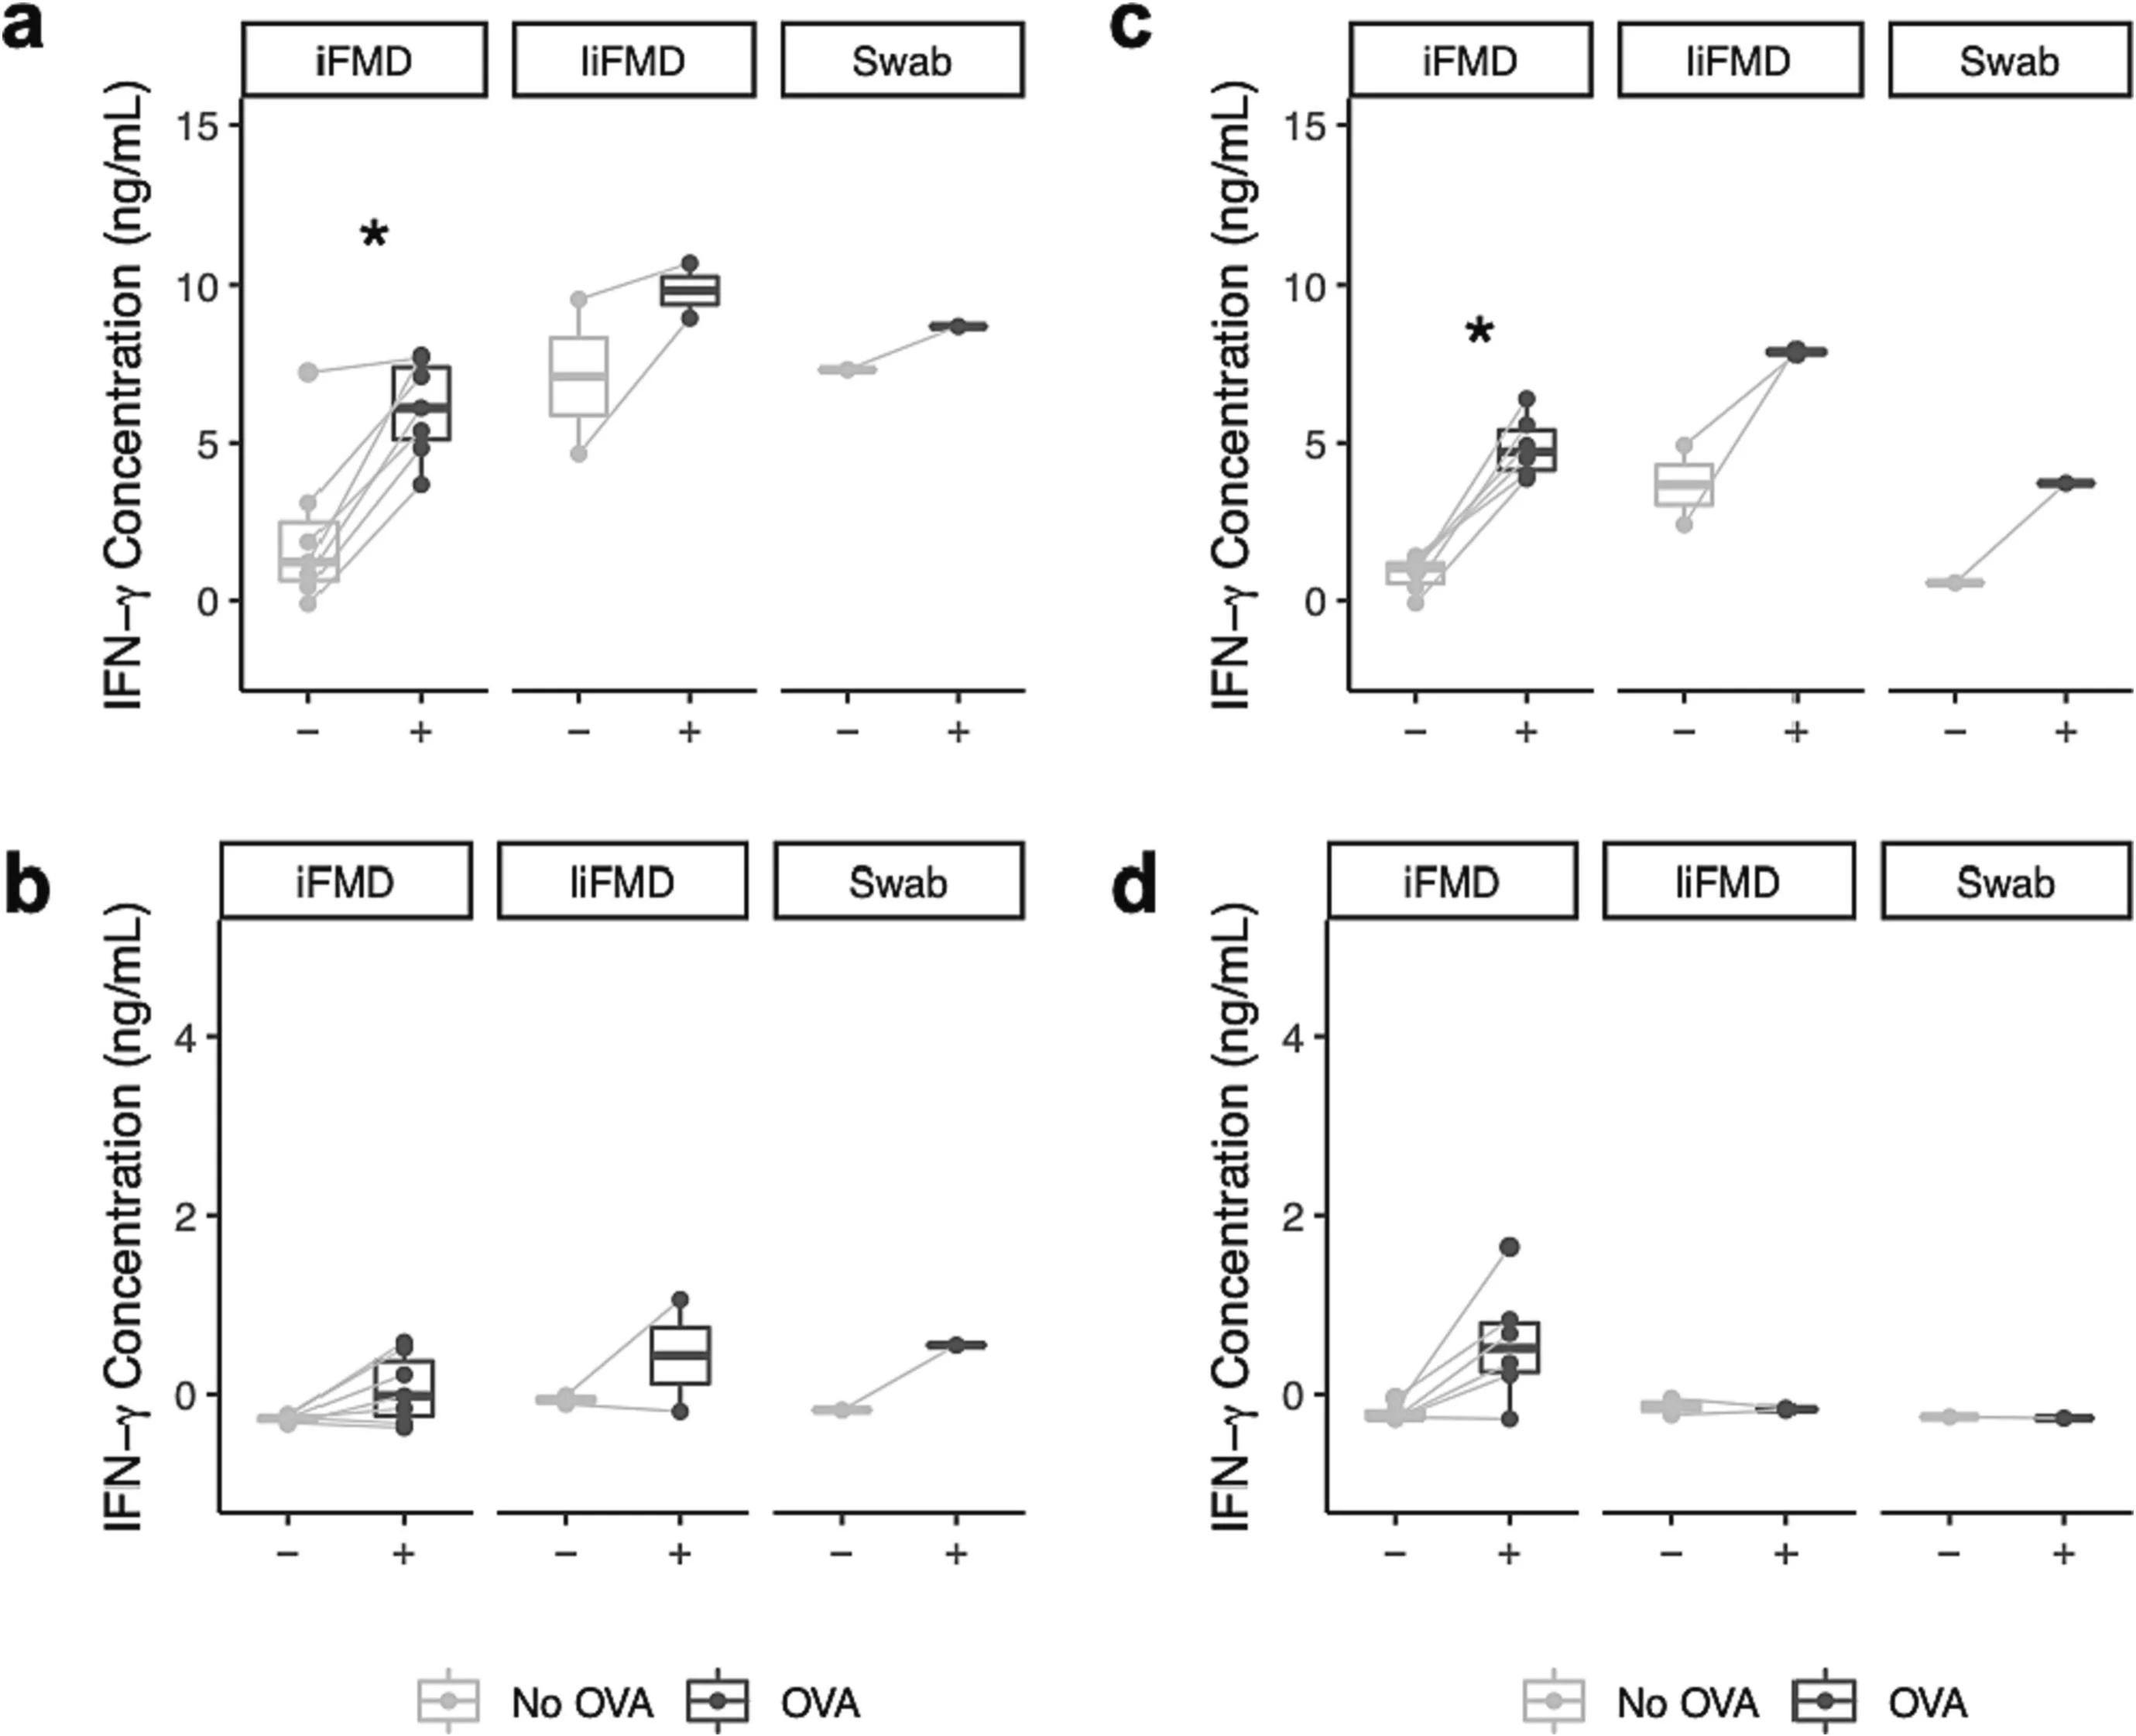 a
iFMD liFMD Swab
IFN−γ Concentration (ng/mL)
15
10
*
5
0
− + − + − +
c
iFMD liFMD Swab
IFN−γ Concentration (ng/mL)
15
10
*
5
0
− + − + − +
b
iFMD liFMD Swab
IFN−γ Concentration (ng/mL)
4
2
0
− + − + − +
No OVA OVA
d
iFMD liFMD Swab
IFN−γ Concentration (ng/mL)
4
2
0
− + − + − +
No OVA OVA